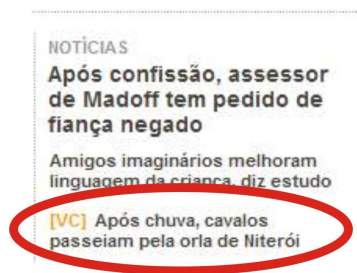 NOTÍCIAS
Após confissão, assessor
de Madoff tem pedido de
fiança negado
Amigos imaginários melhoram
linguagem da criança, diz estudo
[VC] Após chuva, cavalos
passeiam pela orla de Niterói